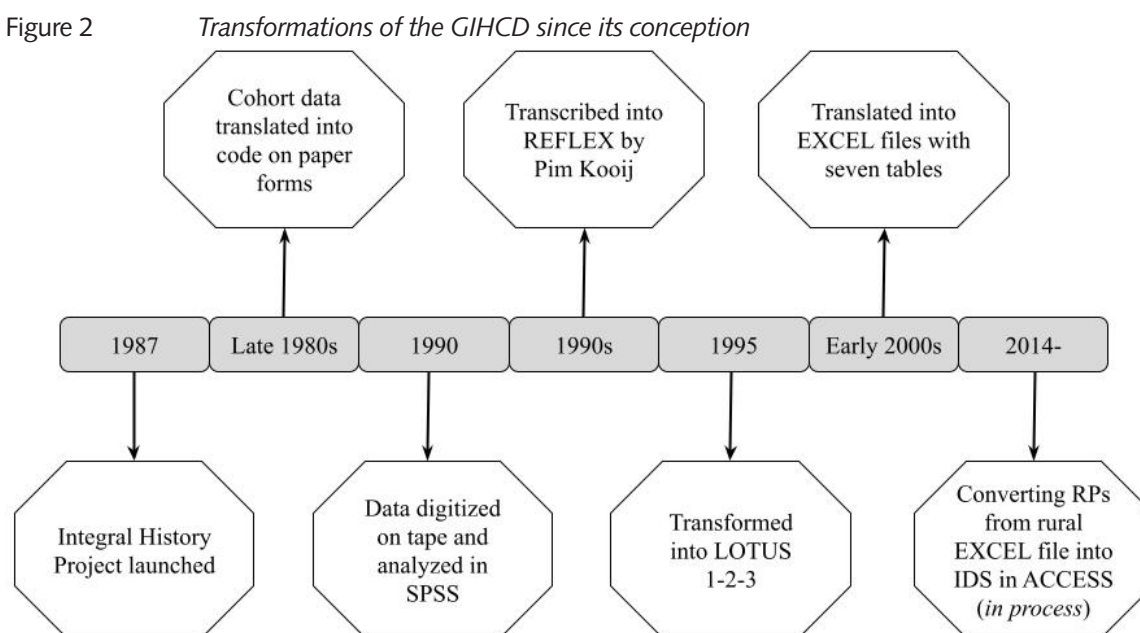 Figure 2 Transformations of the GIHCD since its conception
Cohort data
translated into
code on paper
forms
Transcribed into
REFLEX by
Pim Kooij
Translated into
EXCEL files with
seven tables
1987
Late 1980s
1990
1990s
1995
Early 2000s
2014-
Integral History
Project launched
Data digitized
on tape and
analyzed in
SPSS
Transformed
into LOTUS
1-2-3
Converting RPs
from rural
EXCEL file into
IDS in ACCESS
(in process)